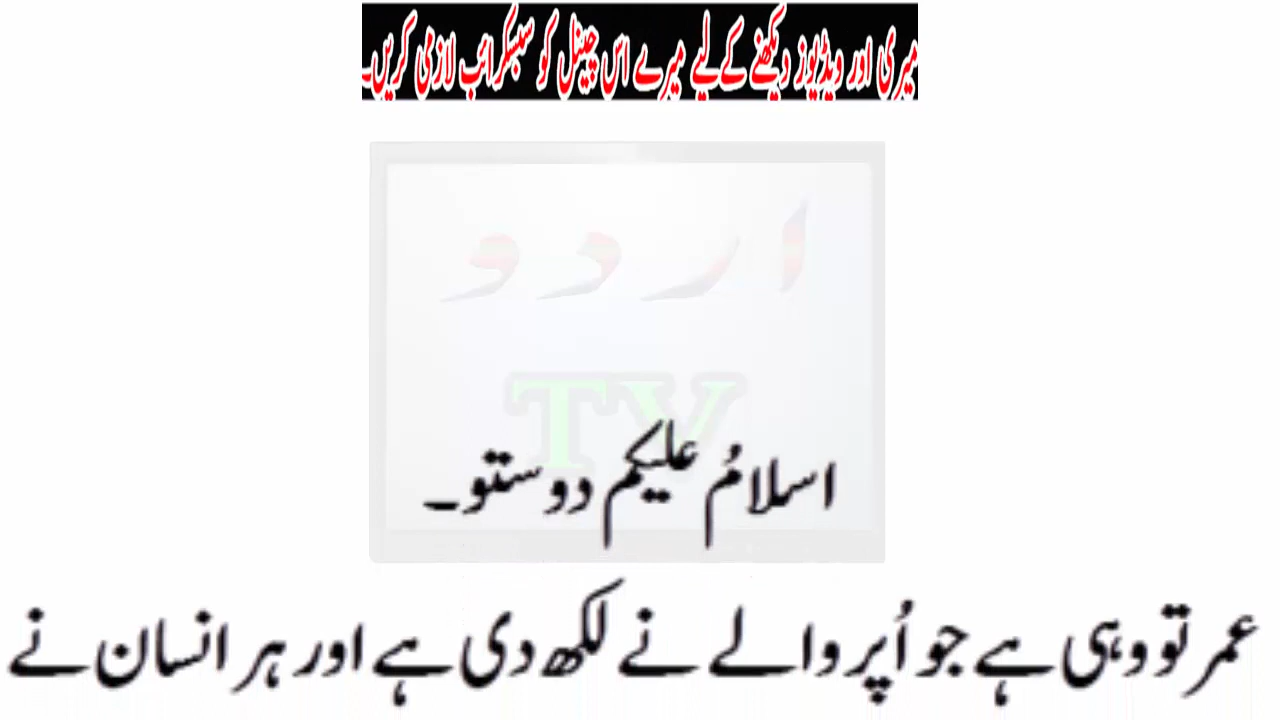 میری اور ویڈیوز دیکھنے کے لیے میرے اس چینل کو سبسکرائب لازمی کریں۔
اردو
TV
اسلامُ علیکم دوستو۔
عمر تو وہی ہے جو اُپر والے نے لکھ دی ہے اور ہر انسان نے